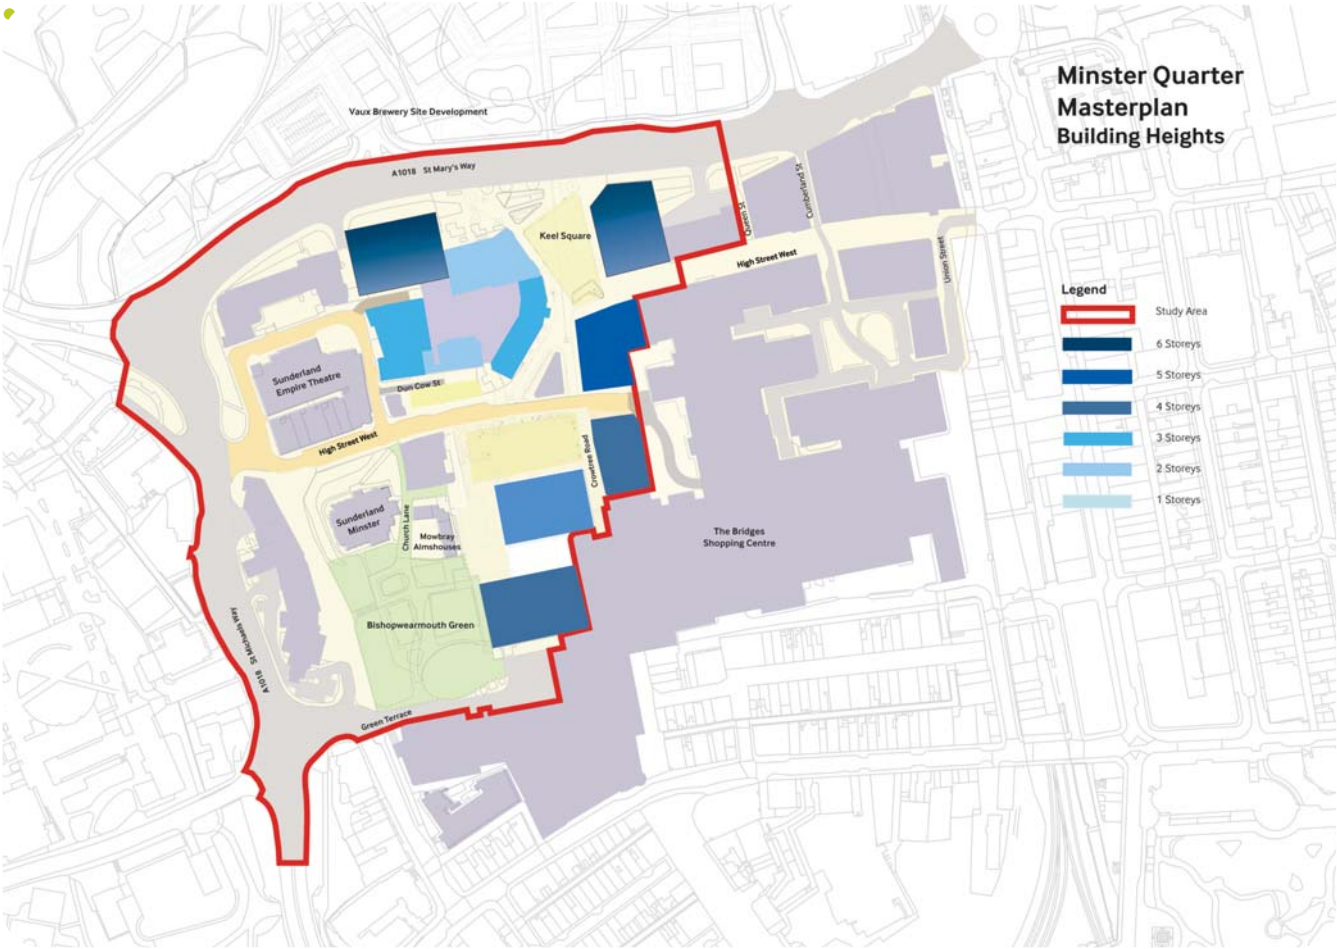 Minster Quarter
Masterplan
Building Heights
Vaux Brewery Site Development
A1018 St Mary's Way
Keel Square
Queen St
Cumberland St
High Street West
Union Street
Legend
Study Area
6 Storeys
5 Storeys
4 Storeys
3 Storeys
2 Storeys
1 Storeys
Sunderland
Empire Theatre
Dun Cow St
High Street West
Crowtree Road
Sunderland
Minster
Church Lane
Mowbray
Almshouses
The Bridges
Shopping Centre
Bishopwearmouth Green
A1018 St Michaels Way
Green Terrace